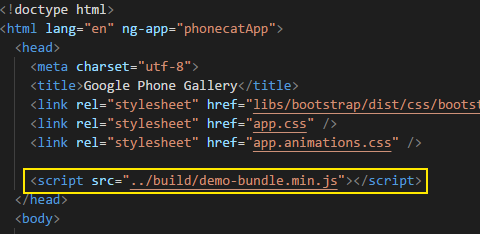 <!doctype html>
<html lang="en" ng-app="phonecatApp">
<head>
<meta charset="utf-8">
<title>Google Phone Gallery</title>
<link rel="stylesheet" href="libs/bootstrap/dist/css/bootst
<link rel="stylesheet" href="app.css" />
<link rel="stylesheet" href="app.animations.css" />
<script src="../build/demo-bundle.min.js"></script>
</head>
<body>